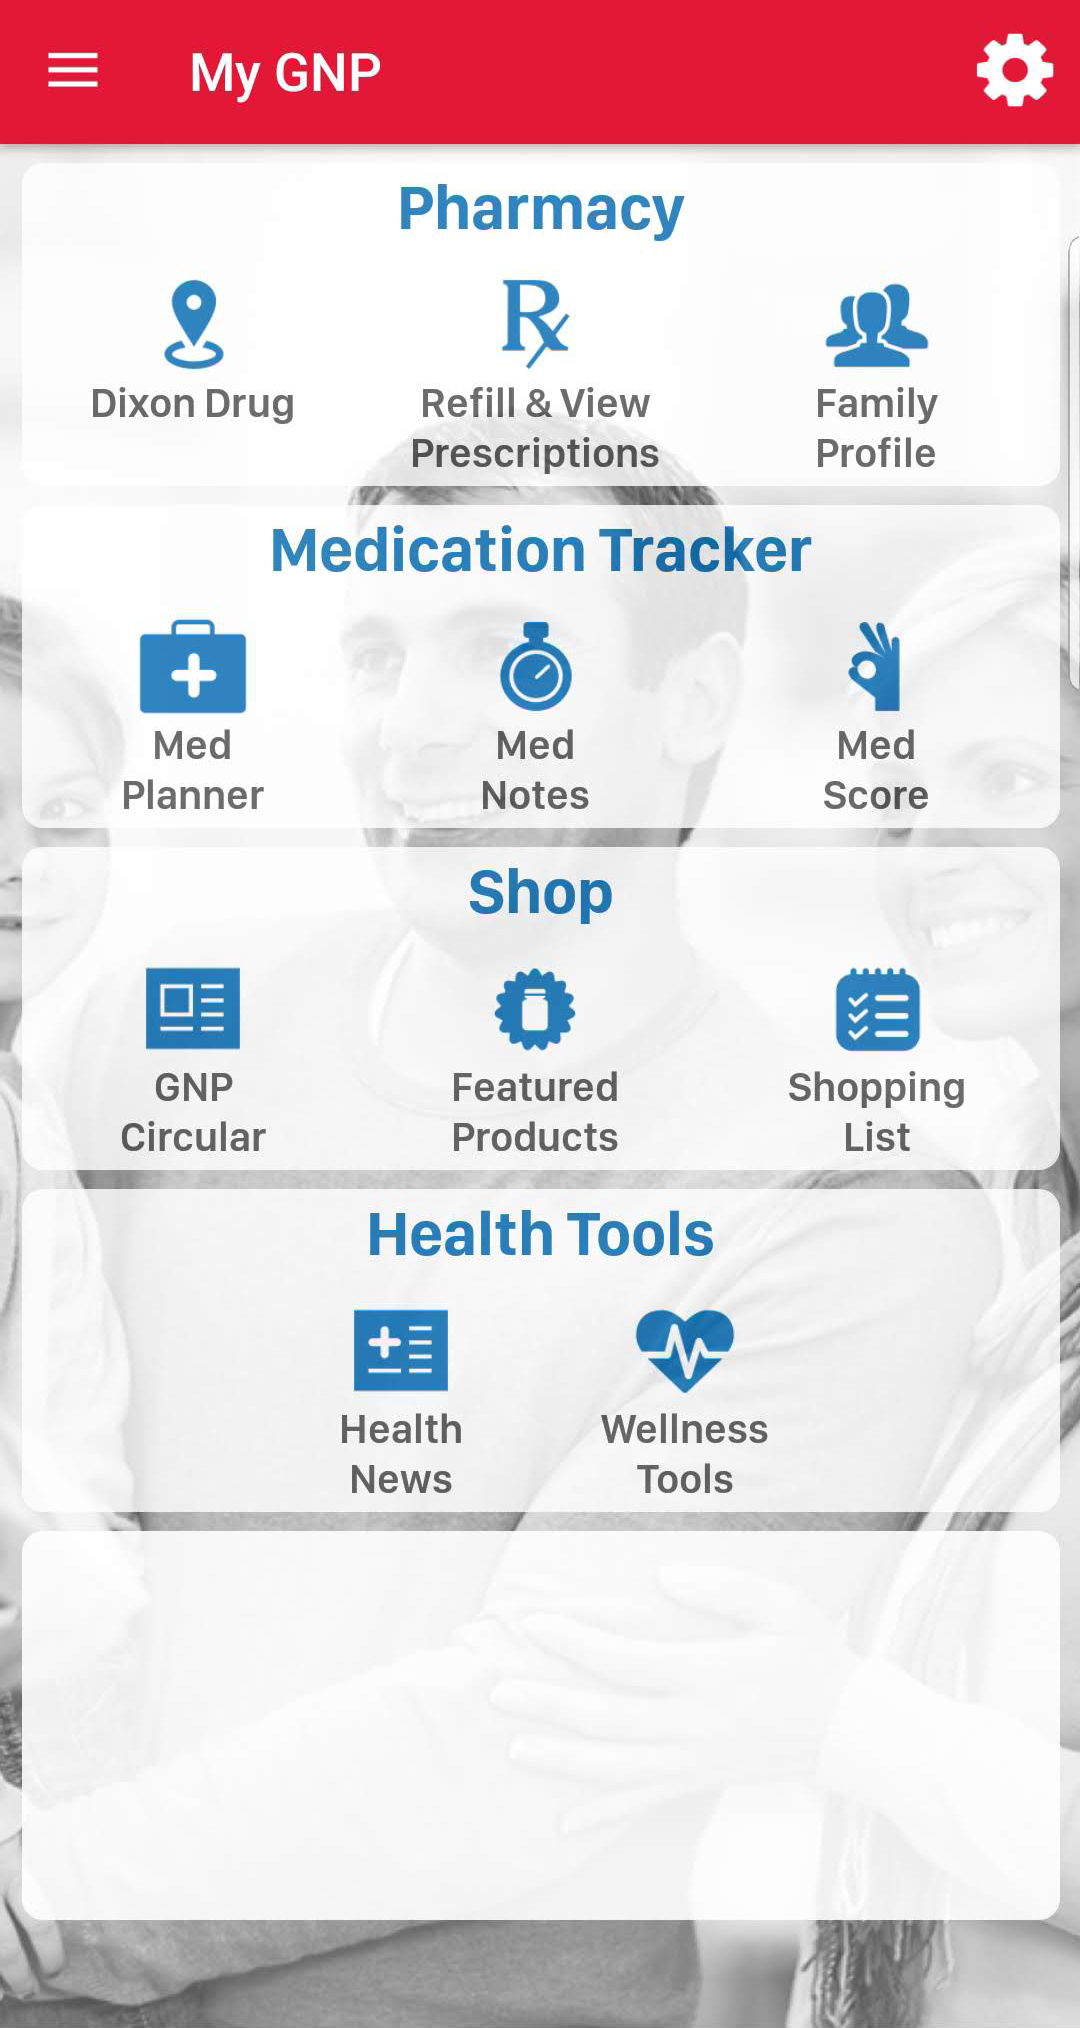 My GNP
Pharmacy
Dixon Drug
Refill & View
Prescriptions
Family
Profile
Medication Tracker
Med
Planner
Med
Notes
Med
Score
Shop
GNP
Circular
Featured
Products
Shopping
List
Health Tools
Health
News
Wellness
Tools